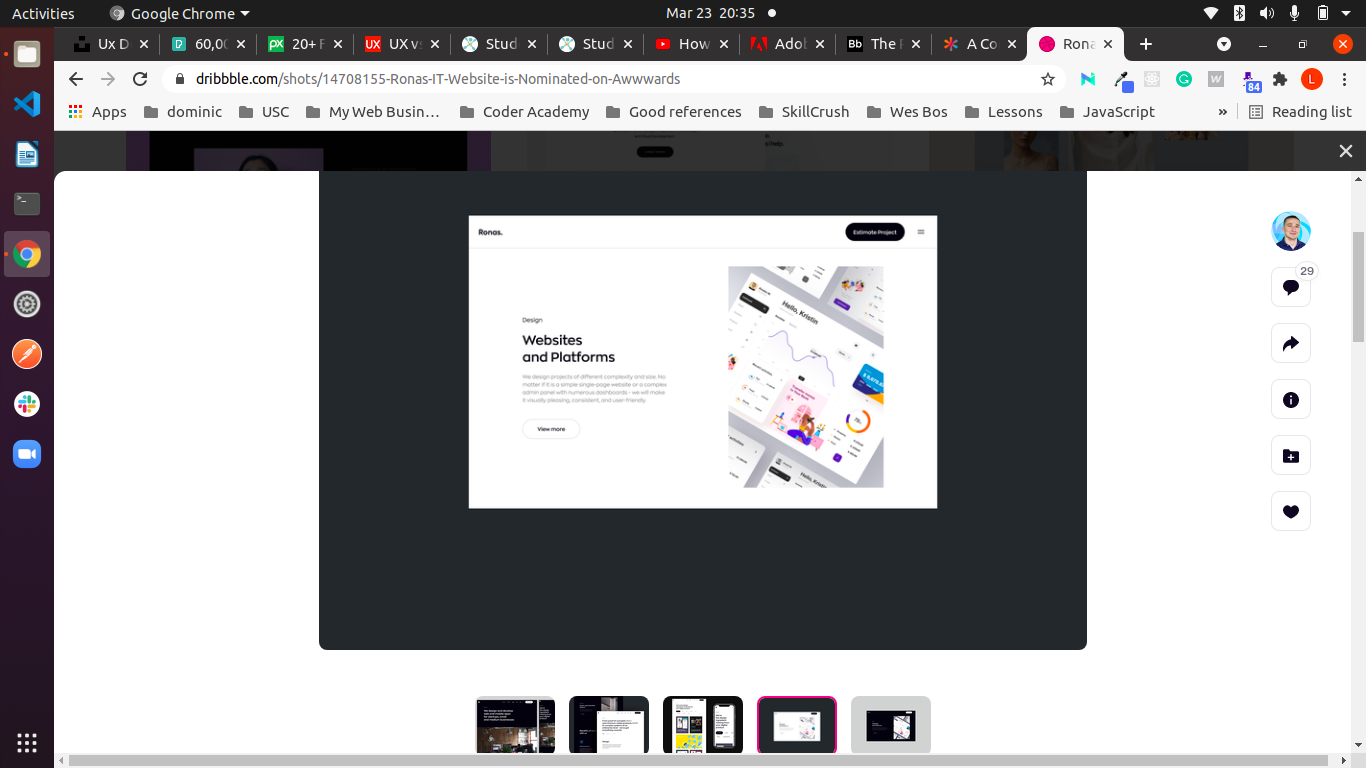 Activities
Google Chrome
Mar 23 20:35
Ux D
60,00
20+ F
UX vs
Stud
Stud
How
Adob
The F
A Co
Rona
dribbble.com/shots/14708155-Ronas-IT-Website-is-Nominated-on-Awwwards
84
L
Apps
dominic
USC
My Web Busin…
Coder Academy
Good references
SkillCrush
Wes Bos
Lessons
JavaScript
»
Reading list
Ronas.
Estimate Project
Design
Websites
and Platforms
We design projects of different complexity and size. No
matter if it is a simple single-page website or a complex
admin panel with numerous dashboards - we will make
it visually pleasing, consistent, and user-friendly.
View more
Hello, Kristin
29